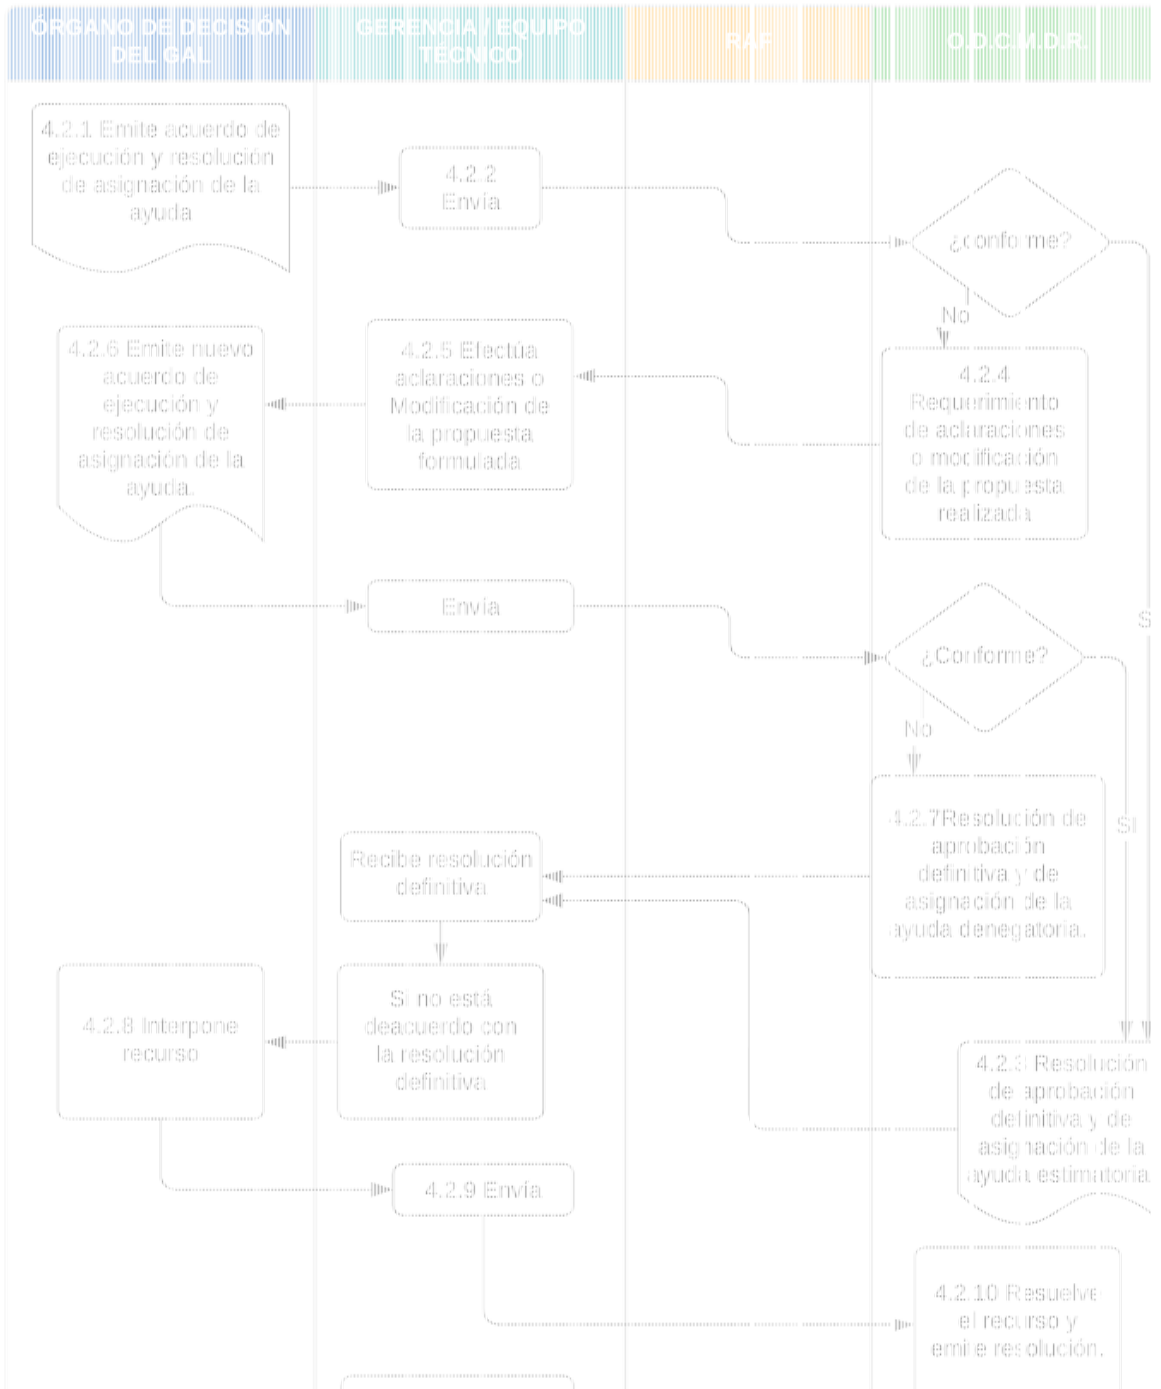 ÓRGANO DE DECISIÓN
DEL GAL
GERENCIA / EQUIPO
TÉCNICO
RAF
O.D.C.M.D.R.
4.2.1 Emite acuerdo de
ejecución y resolución
de asignación de la
ayuda
4.2.2
Envía
¿conforme?
No
4.2.6 Emite nuevo
acuerdo de
ejecución y
resolución de
asignación de la
ayuda.
4.2.5 Efectúa
aclaraciones o
Modificación de
la propuesta
formulada
4.2.4
Requerimiento
de aclaraciones
o modificación
de la propuesta
realizada
Envía
¿Conforme?
S
No
4.2.7Resolución de
aprobación
definitiva y de
asignación de la
ayuda denegatoria.
SI
Recibe resolución
definitiva
Si no está
deacuerdo con
la resolución
definitiva
4.2.8 Interpone
recurso
4.2.3 Resolución
de aprobación
definitiva y de
asignación de la
ayuda estimatoria
4.2.9 Envía
4.2.10 Resuelve
el recurso y
emite resolución.